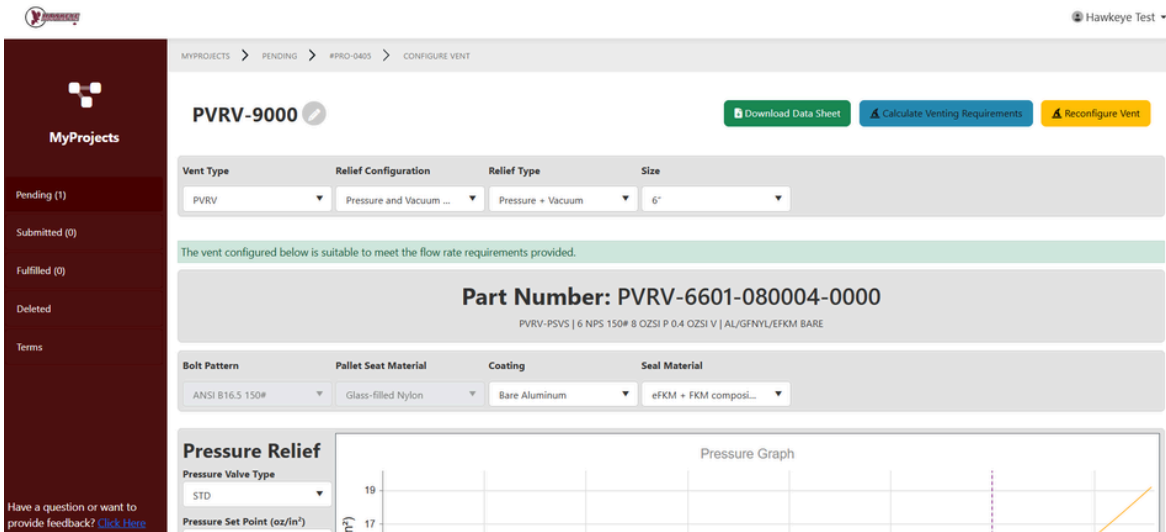 HAWKEYE
Hawkeye Test
MyProjects
Pending (1)
Submitted (0)
Fulfilled (0)
Deleted
Terms
Have a question or want to
provide feedback? Click Here
MYPROJECTS > PENDING > #PRO-0405 > CONFIGURE VENT
PVRV-9000
Download Data Sheet
Calculate Venting Requirements
Reconfigure Vent
Vent Type Relief Configuration Relief Type Size
PVRV Pressure and Vacuum ... Pressure + Vacuum 6"
The vent configured below is suitable to meet the flow rate requirements provided.
Part Number: PVRV-6601-080004-0000
PVRV-PSVS | 6 NPS 150# 8 OZSI P 0.4 OZSI V | AL/GFNYL/EFKM BARE
Bolt Pattern Pallet Seat Material Coating Seal Material
ANSI B16.5 150# Glass-filled Nylon Bare Aluminum eFKM + FKM composi...
Pressure Relief
Pressure Valve Type
STD
Pressure Set Point (oz/in²)
Pressure Graph
19
17